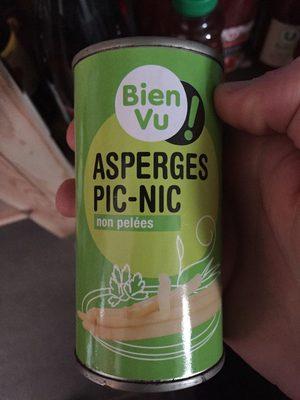 Bien
Vu !
ASPERGES
PIC-NIC
non pelées